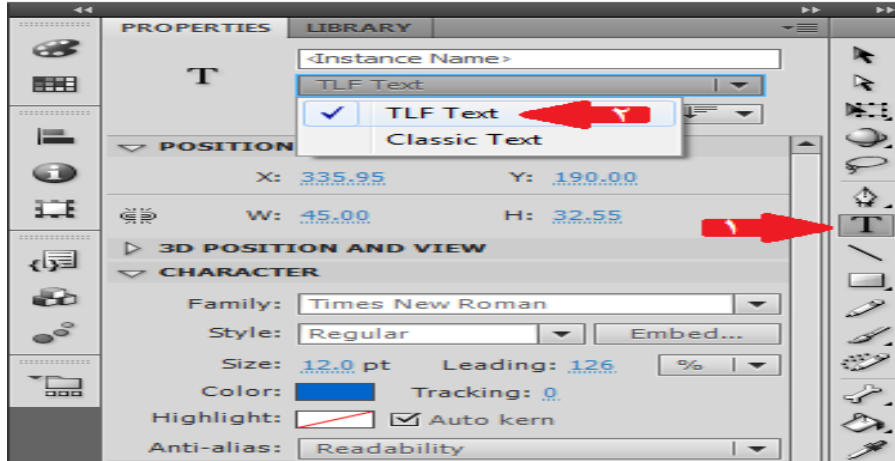 PROPERTIES LIBRARY
T <Instance Name>
TLF Text
TLF Text ٢
Classic Text
POSITION
X: 335.95 Y: 190.00
W: 45.00 H: 32.55
١ T
3D POSITION AND VIEW
CHARACTER
Family: Times New Roman
Style: Regular Embed...
Size: 12.0 pt Leading: 126 %
Color: Tracking: 0
Highlight: Auto kern
Anti-alias: Readability